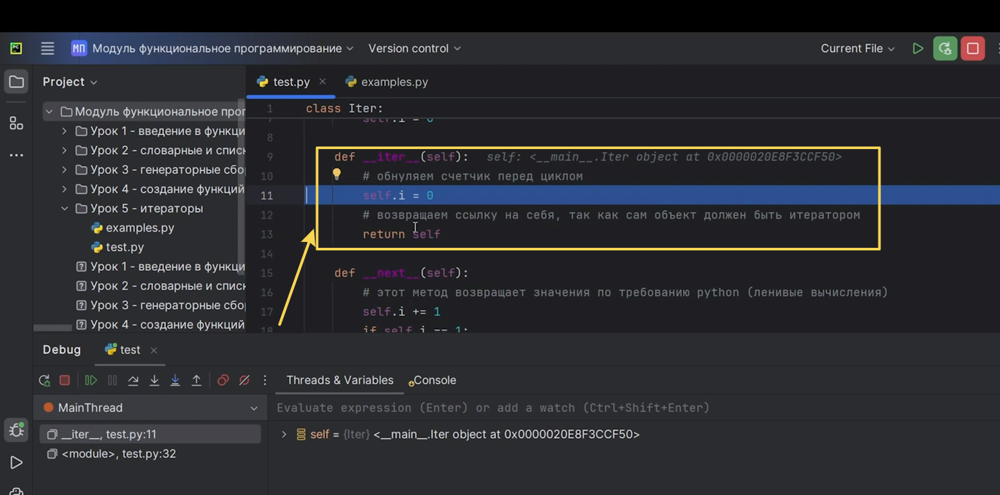 PC
МП Модуль функциональное программирование Version control Current File
Project
test.py examples.py
Модуль функциональное прог
Урок 1 - введение в функци
Урок 2 - словарные и списк
Урок 3 - генераторные сбо
Урок 4 - создание функций
Урок 5 - итераторы
examples.py
test.py
Урок 1 - введение в функци
Урок 2 - словарные и списк
Урок 3 - генераторные сбо
Урок 4 - создание функций
1 class Iter:
7 self.i = 0
8
9 def __iter__(self): self: <__main__.Iter object at 0x0000020E8F3CCF50>
10 # обнуляем счетчик перед циклом
11 self.i = 0
12 # возвращаем ссылку на себя, так как сам объект должен быть итератором
13 return self
14
15 def __next__(self):
16 # этот метод возвращает значения по требованию python (ленивые вычисления)
17 self.i += 1
18 if self.i == 1:
Debug test
Threads & Variables Console
MainThread
Evaluate expression (Enter) or add a watch (Ctrl+Shift+Enter)
__iter__, test.py:11
self = {Iter} <__main__.Iter object at 0x0000020E8F3CCF50>
<module>, test.py:32